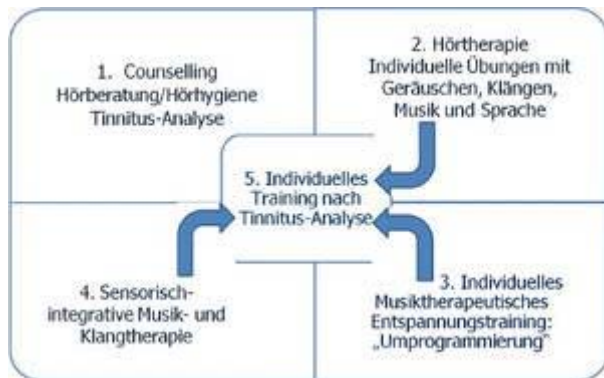 1. Counselling
Hörberatung/Hörhygiene
Tinnitus-Analyse
2. Hörtherapie
Individuelle Übungen mit
Geräuschen, Klängen,
Musik und Sprache
5. Individuelles
Training nach
Tinnitus-Analyse
4. Sensorisch-
integrative Musik- und
Klangtherapie
3. Individuelles
Musiktherapeutisches
Entspannungstraining:
„Umprogrammierung"